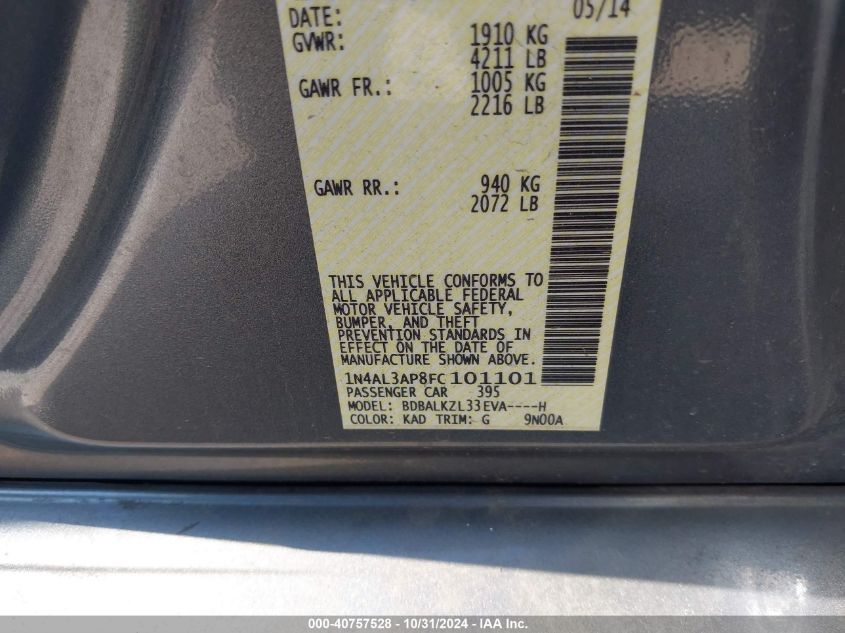 DATE: 05/14
GVWR: 1910 KG
4211 LB
GAWR FR.: 1005 KG
2216 LB
GAWR RR.: 940 KG
2072 LB
THIS VEHICLE CONFORMS TO
ALL APPLICABLE FEDERAL
MOTOR VEHICLE SAFETY,
BUMPER, AND THEFT
PREVENTION STANDARDS IN
EFFECT ON THE DATE OF
MANUFACTURE SHOWN ABOVE.
1N4AL3AP8FC101101
PASSENGER CAR 395
MODEL: BDBALKZL33EVA----H
COLOR: KAD TRIM: G 9N00A
000-40757528 - 10/31/2024 - IAA Inc.